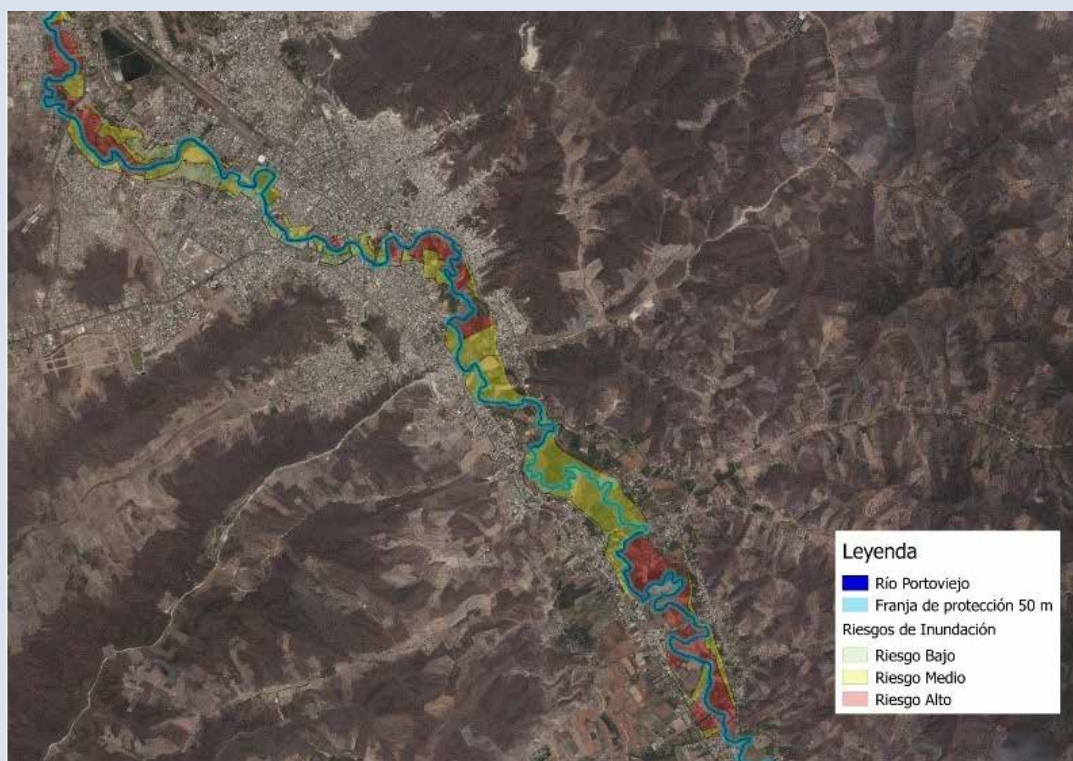 Leyenda
Río Portoviejo
Franja de protección 50 m
Riesgos de Inundación
Riesgo Bajo
Riesgo Medio
Riesgo Alto